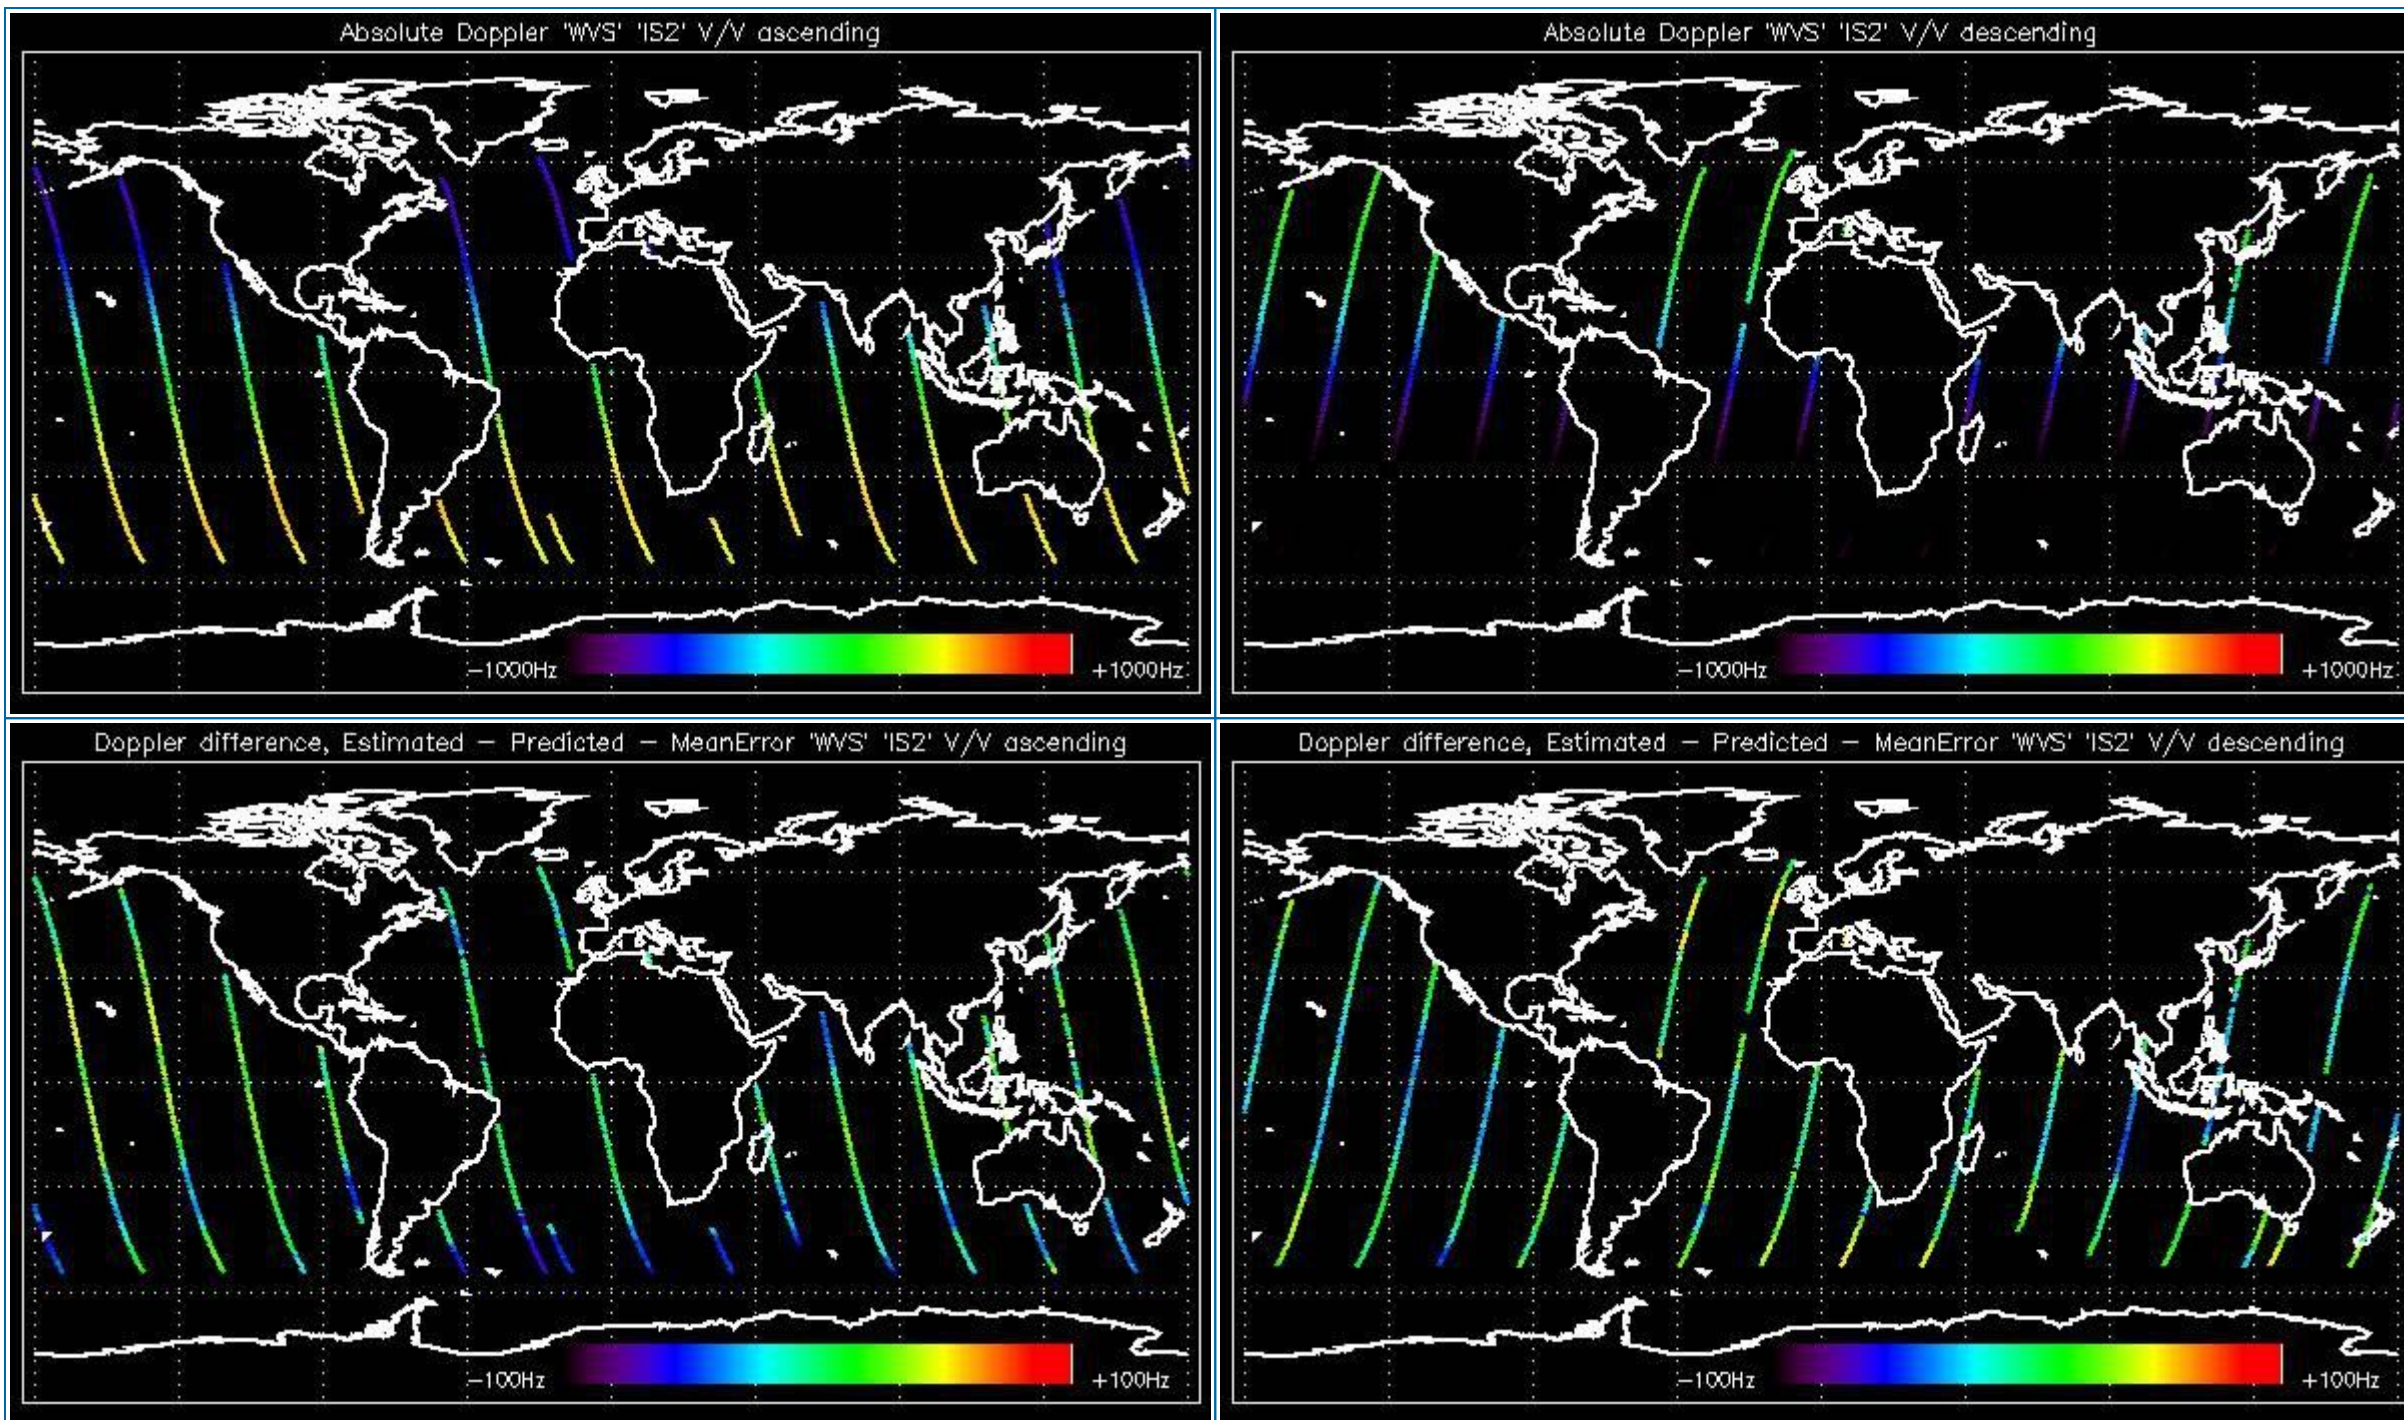 Absolute Doppler 'WVS' 'IS2' V/V ascending
-1000Hz
+1000Hz
Absolute Doppler 'WVS' 'IS2' V/V descending
-1000Hz
+1000Hz
Doppler difference, Estimated - Predicted - MeanError 'WVS' 'IS2' V/V ascending
-100Hz
+100Hz
Doppler difference, Estimated - Predicted - MeanError 'WVS' 'IS2' V/V descending
-100Hz
+100Hz